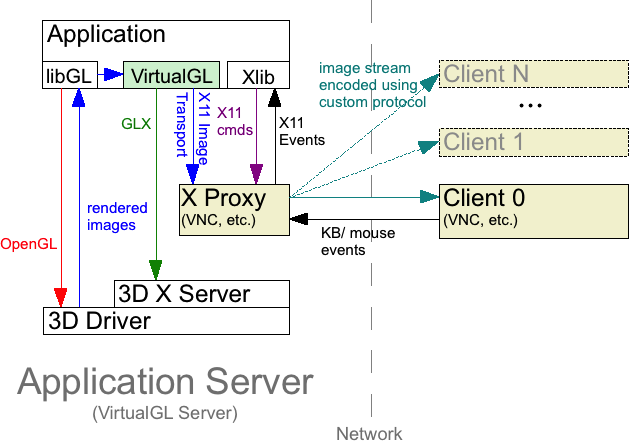 Application
libGL
VirtualGL
Xlib
image stream
encoded using
custom protocol
Client N
...
Client 1
GLX
X11 Image
Transport
X11
cmds
X11
Events
X Proxy
(VNC, etc.)
Client 0
(VNC, etc.)
rendered
images
KB/ mouse
events
OpenGL
3D X Server
3D Driver
Application Server
(VirtualGL Server)
Network